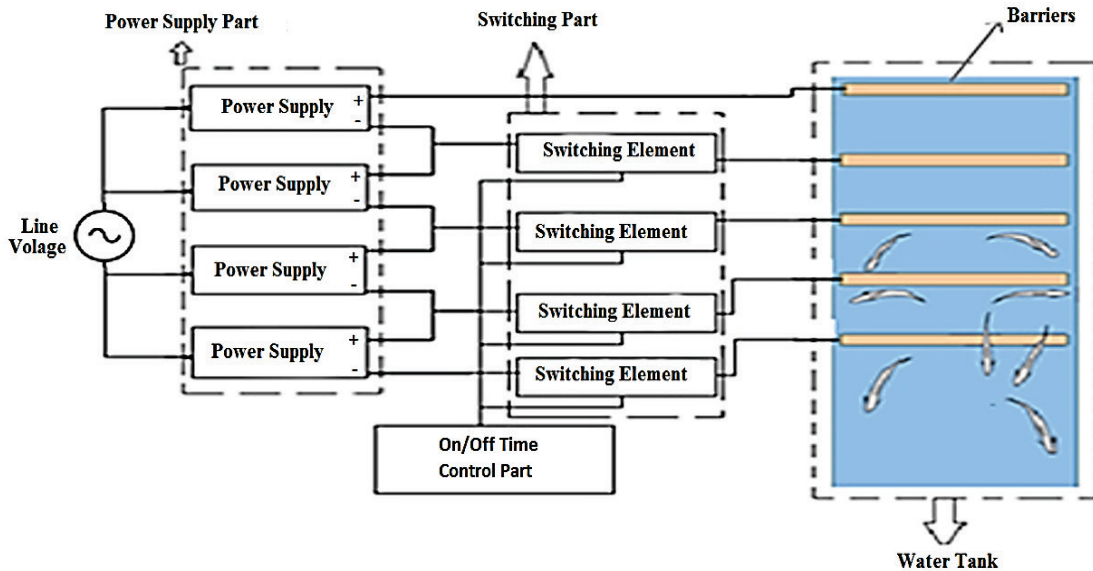 Power Supply Part
Switching Part
Barriers
Power Supply
+
-
Switching Element
Power Supply
+
-
Line
Volage
Switching Element
Power Supply
+
-
Switching Element
Power Supply
+
-
Switching Element
On/Off Time
Control Part
Water Tank